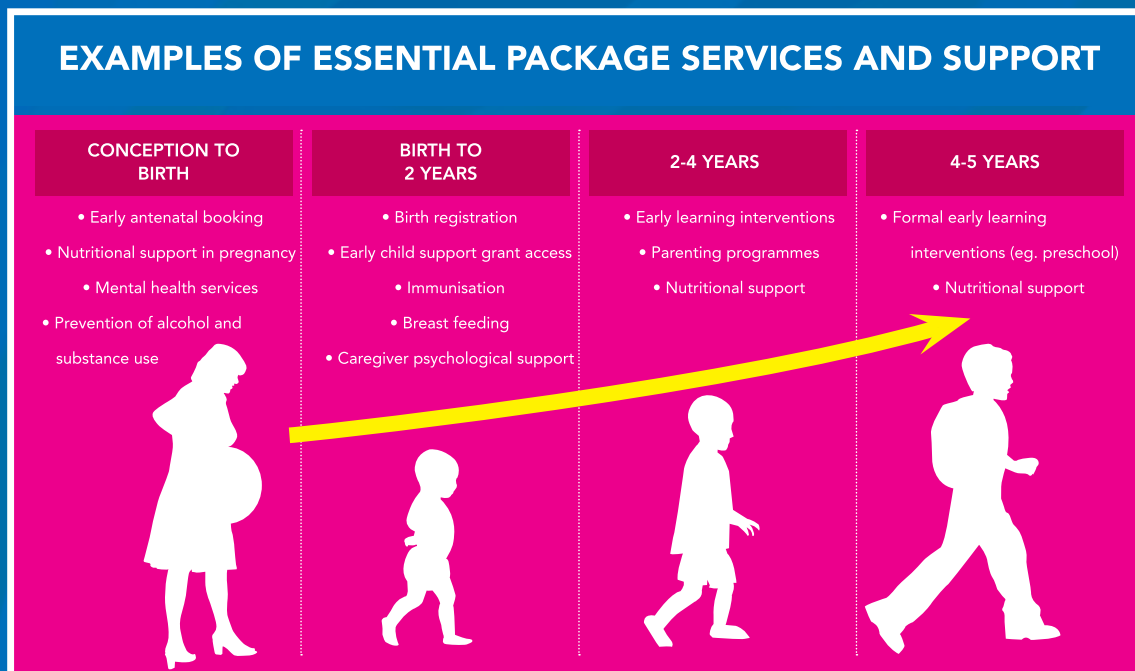 EXAMPLES OF ESSENTIAL PACKAGE SERVICES AND SUPPORT
CONCEPTION TO
BIRTH
• Early antenatal booking
• Nutritional support in pregnancy
• Mental health services
• Prevention of alcohol and
substance use
BIRTH TO
2 YEARS
• Birth registration
• Early child support grant access
• Immunisation
• Breast feeding
• Caregiver psychological support
2-4 YEARS
• Early learning interventions
• Parenting programmes
• Nutritional support
4-5 YEARS
• Formal early learning
interventions (eg. preschool)
• Nutritional support